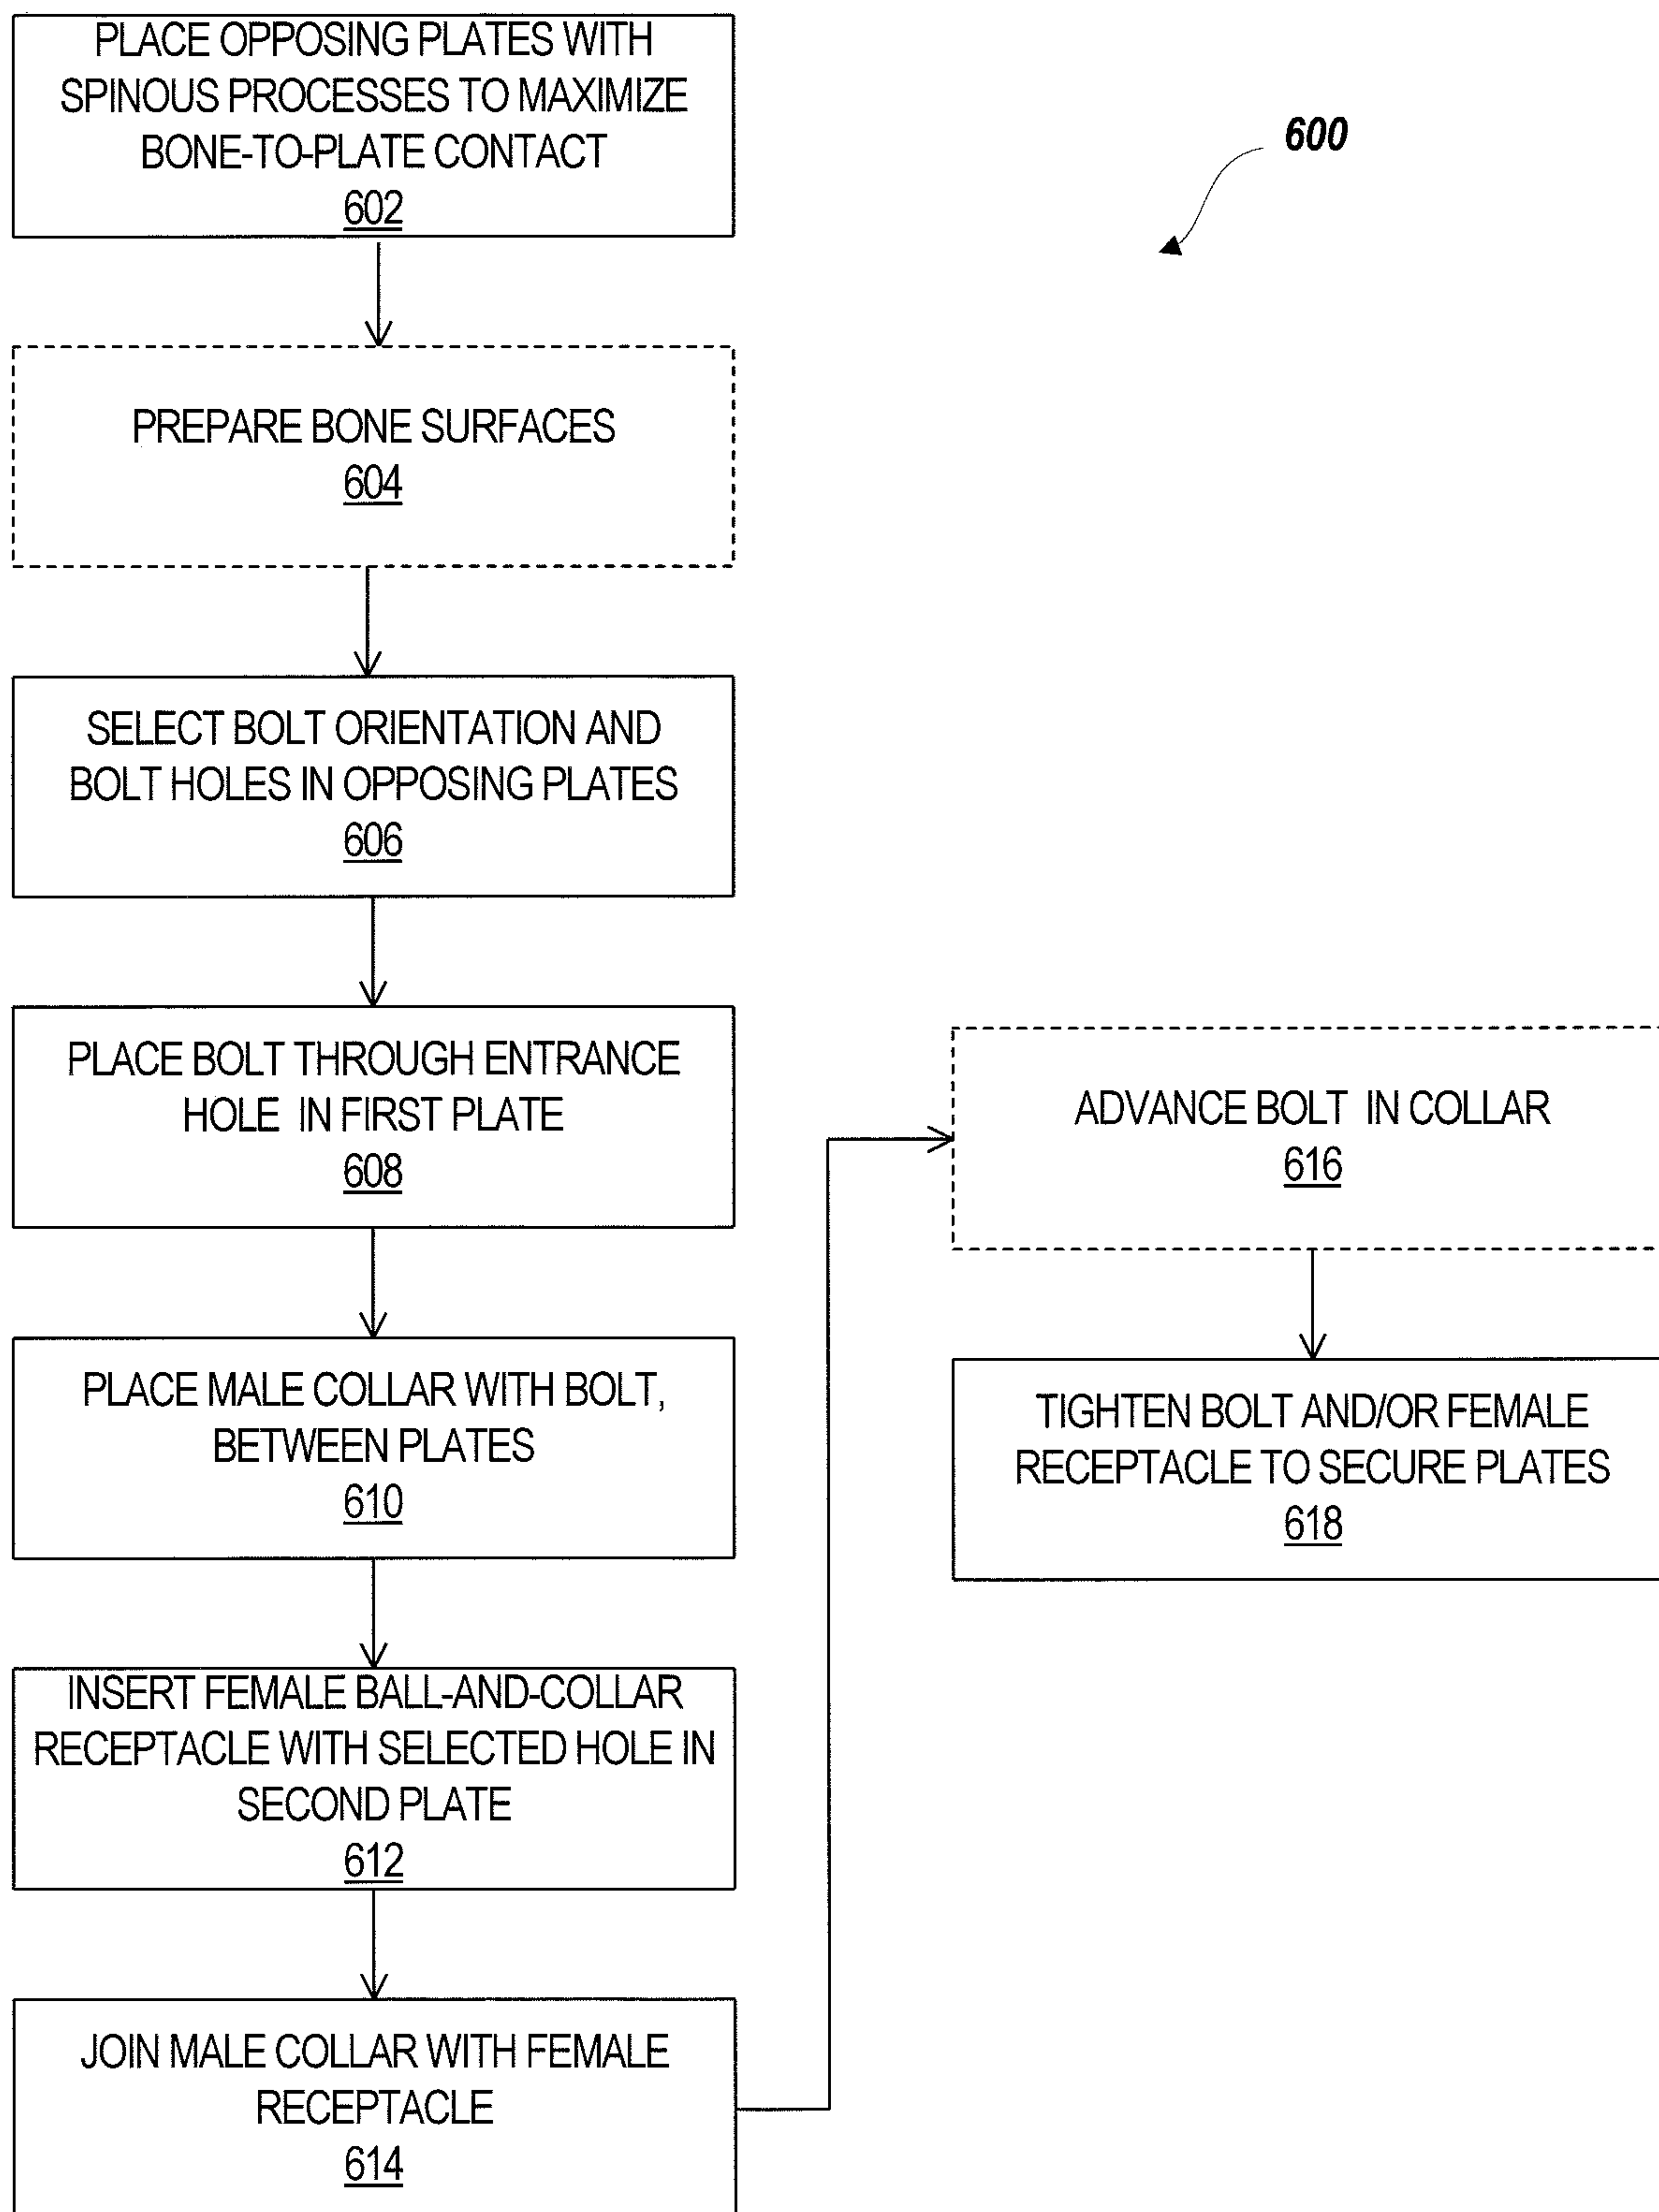 PLACE OPPOSING PLATES WITH
SPINOUS PROCESSES TO MAXIMIZE
BONE-TO-PLATE CONTACT
602
600
PREPARE BONE SURFACES
604
SELECT BOLT ORIENTATION AND
BOLT HOLES IN OPPOSING PLATES
606
PLACE BOLT THROUGH ENTRANCE
HOLE IN FIRST PLATE
608
PLACE MALE COLLAR WITH BOLT,
BETWEEN PLATES
610
INSERT FEMALE BALL-AND-COLLAR
RECEPTACLE WITH SELECTED HOLE IN
SECOND PLATE
612
JOIN MALE COLLAR WITH FEMALE
RECEPTACLE
614
ADVANCE BOLT IN COLLAR
616
TIGHTEN BOLT AND/OR FEMALE
RECEPTACLE TO SECURE PLATES
618